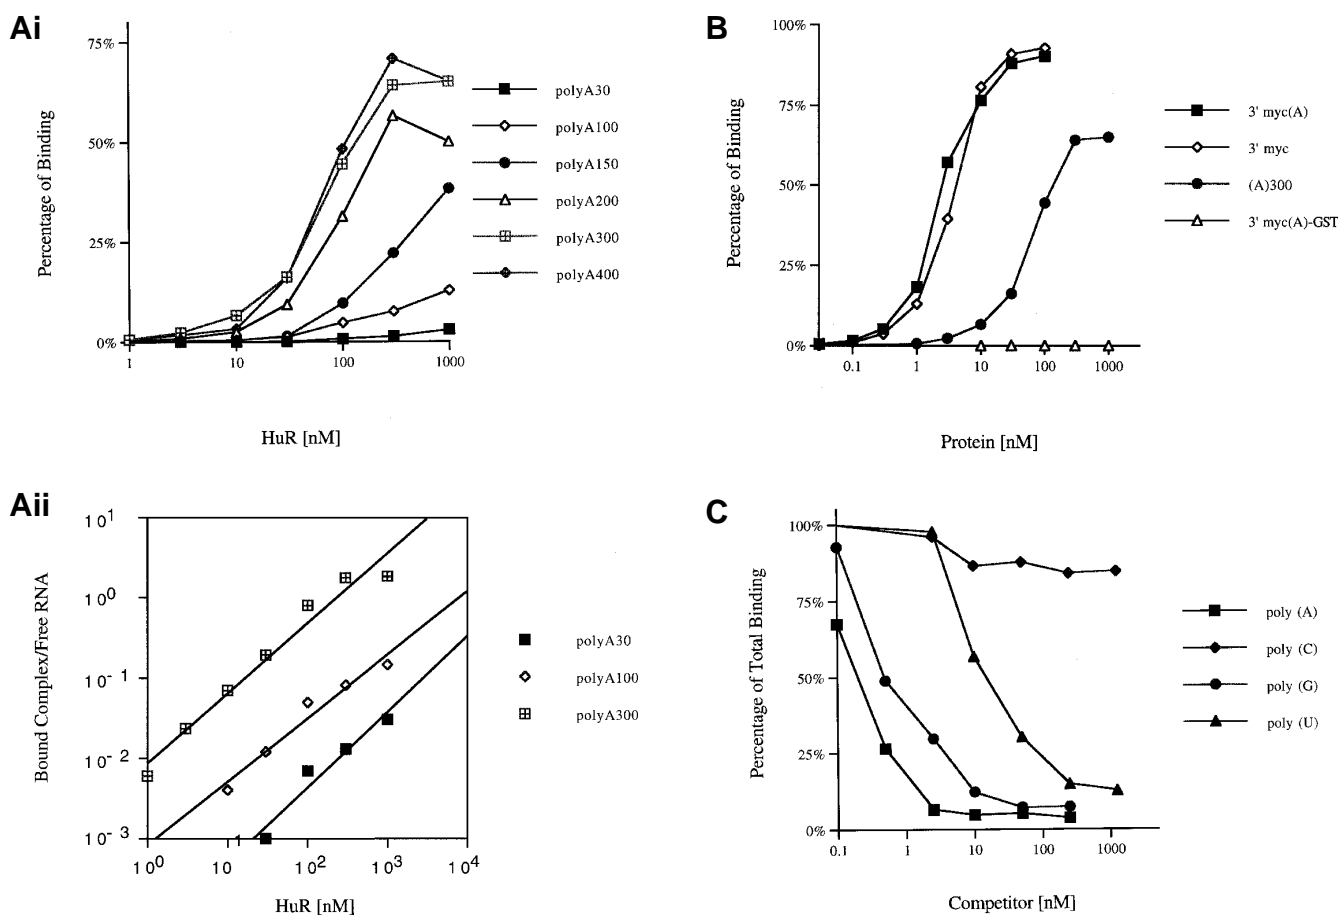 Ai
75%
50%
25%
0%
1
10
100
1000
Percentage of Binding
HuR [nM]
polyA30
polyA100
polyA150
polyA200
polyA300
polyA400
B
100%
75%
50%
25%
0%
0.1
1
10
100
1000
Percentage of Binding
Protein [nM]
3' myc(A)
3' myc
(A)300
3' myc(A)-GST
Aii
10 1
10 0
10 -1
10 -2
10 -3
10 0
10 1
10 2
10 3
10 4
Bound Complex/Free RNA
HuR [nM]
polyA30
polyA100
polyA300
C
100%
75%
50%
25%
0%
0.1
1
10
100
1000
Percentage of Total Binding
Competitor [nM]
poly (A)
poly (C)
poly (G)
poly (U)